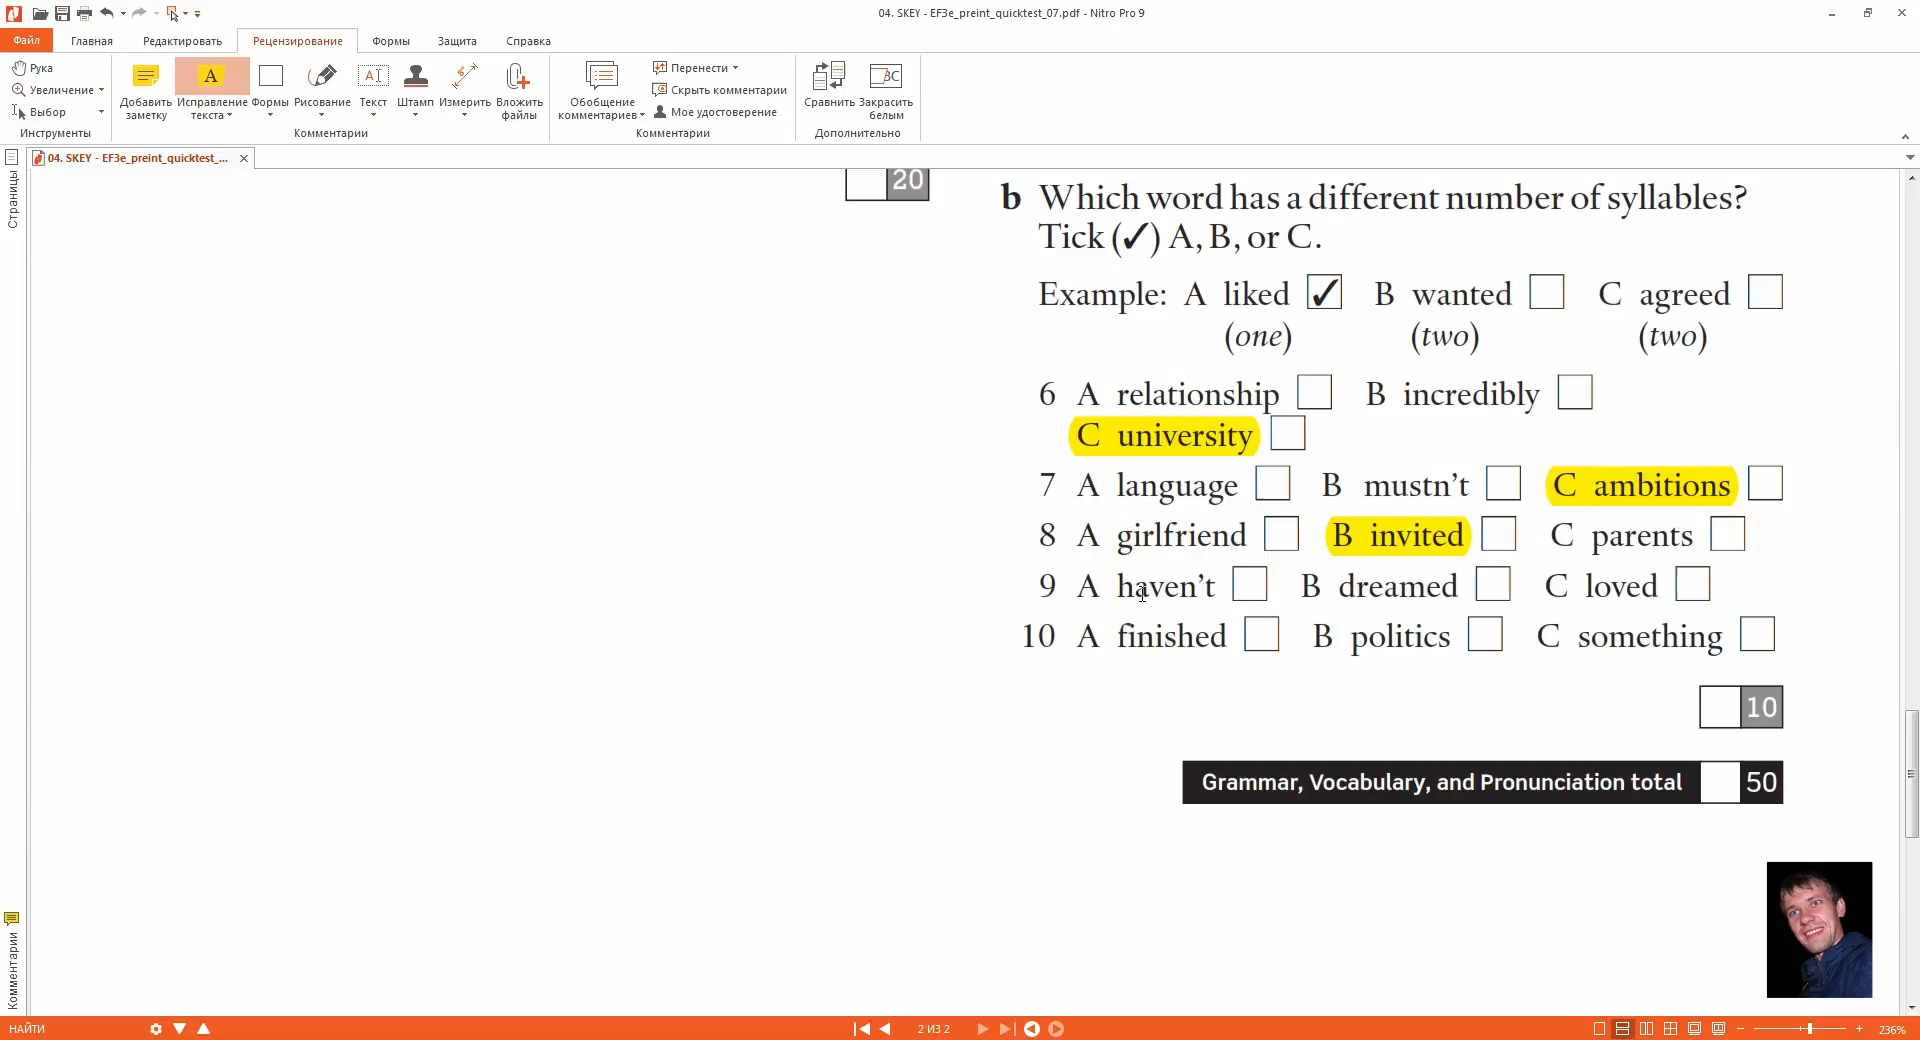 04. SKEY - EF3e_preint_quicktest_07.pdf - Nitro Pro 9
Файл Главная Редактировать Рецензирование Формы Защита Справка
Рука
Увеличение
Выбор
Инструменты
Добавить заметку
Исправление текста
Формы
Рисование
Текст
Штамп
Измерить
Вложить файлы
Комментарии
Обобщение комментариев
Перенести
Скрыть комментарии
Мое удостоверение
Комментарии
Сравнить
Закрасить белым
Дополнительно
04. SKEY - EF3e_preint_quicktest_...
Страницы
20
b Which word has a different number of syllables?
Tick (✓) A, B, or C.
Example: A liked ✓ B wanted C agreed
(one) (two) (two)
6 A relationship B incredibly
C university
7 A language B mustn't C ambitions
8 A girlfriend B invited C parents
9 A haven't B dreamed C loved
10 A finished B politics C something
10
Grammar, Vocabulary, and Pronunciation total 50
Комментарии
НАЙТИ 2 ИЗ 2 236%